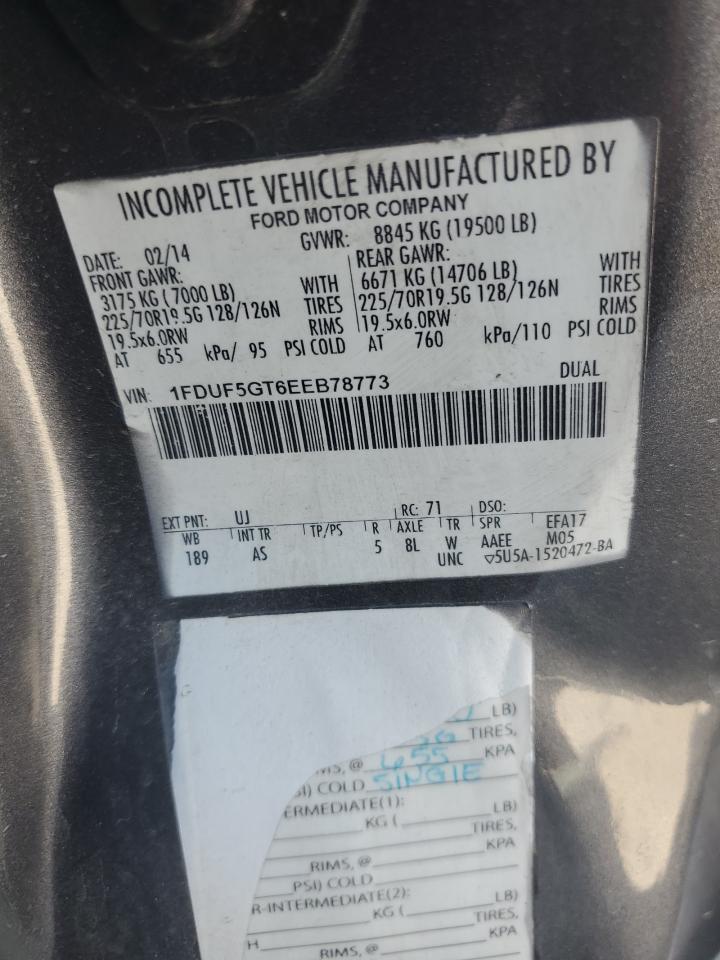 INCOMPLETE VEHICLE MANUFACTURED BY
FORD MOTOR COMPANY
DATE: 02/14 GVWR: 8845 KG (19500 LB)
FRONT GAWR: REAR GAWR:
3175 KG (7000 LB) WITH 6671 KG (14706 LB) WITH
225/70R19.5G 128/126N TIRES 225/70R19.5G 128/126N TIRES
19.5x6.0RW RIMS 19.5x6.0RW RIMS
AT 655 kPa/ 95 PSI COLD AT 760 kPa/110 PSI COLD
VIN: 1FDUF5GT6EEB78773 DUAL
EXT PNT: UJ RC: 71 DSO:
WB INT TR TP/PS R AXLE TR SPR EFA17
189 AS 5 8L W AAEE M05
UNC ▽5U5A-1520472-BA
LB)
TIRES,
@ 655 KPA
COLD SINGLE
ERMEDIATE(1):
KG ( LB)
TIRES,
RIMS, @ KPA
PSI) COLD
R-INTERMEDIATE(2):
KG ( LB)
H TIRES,
RIMS, @ KPA